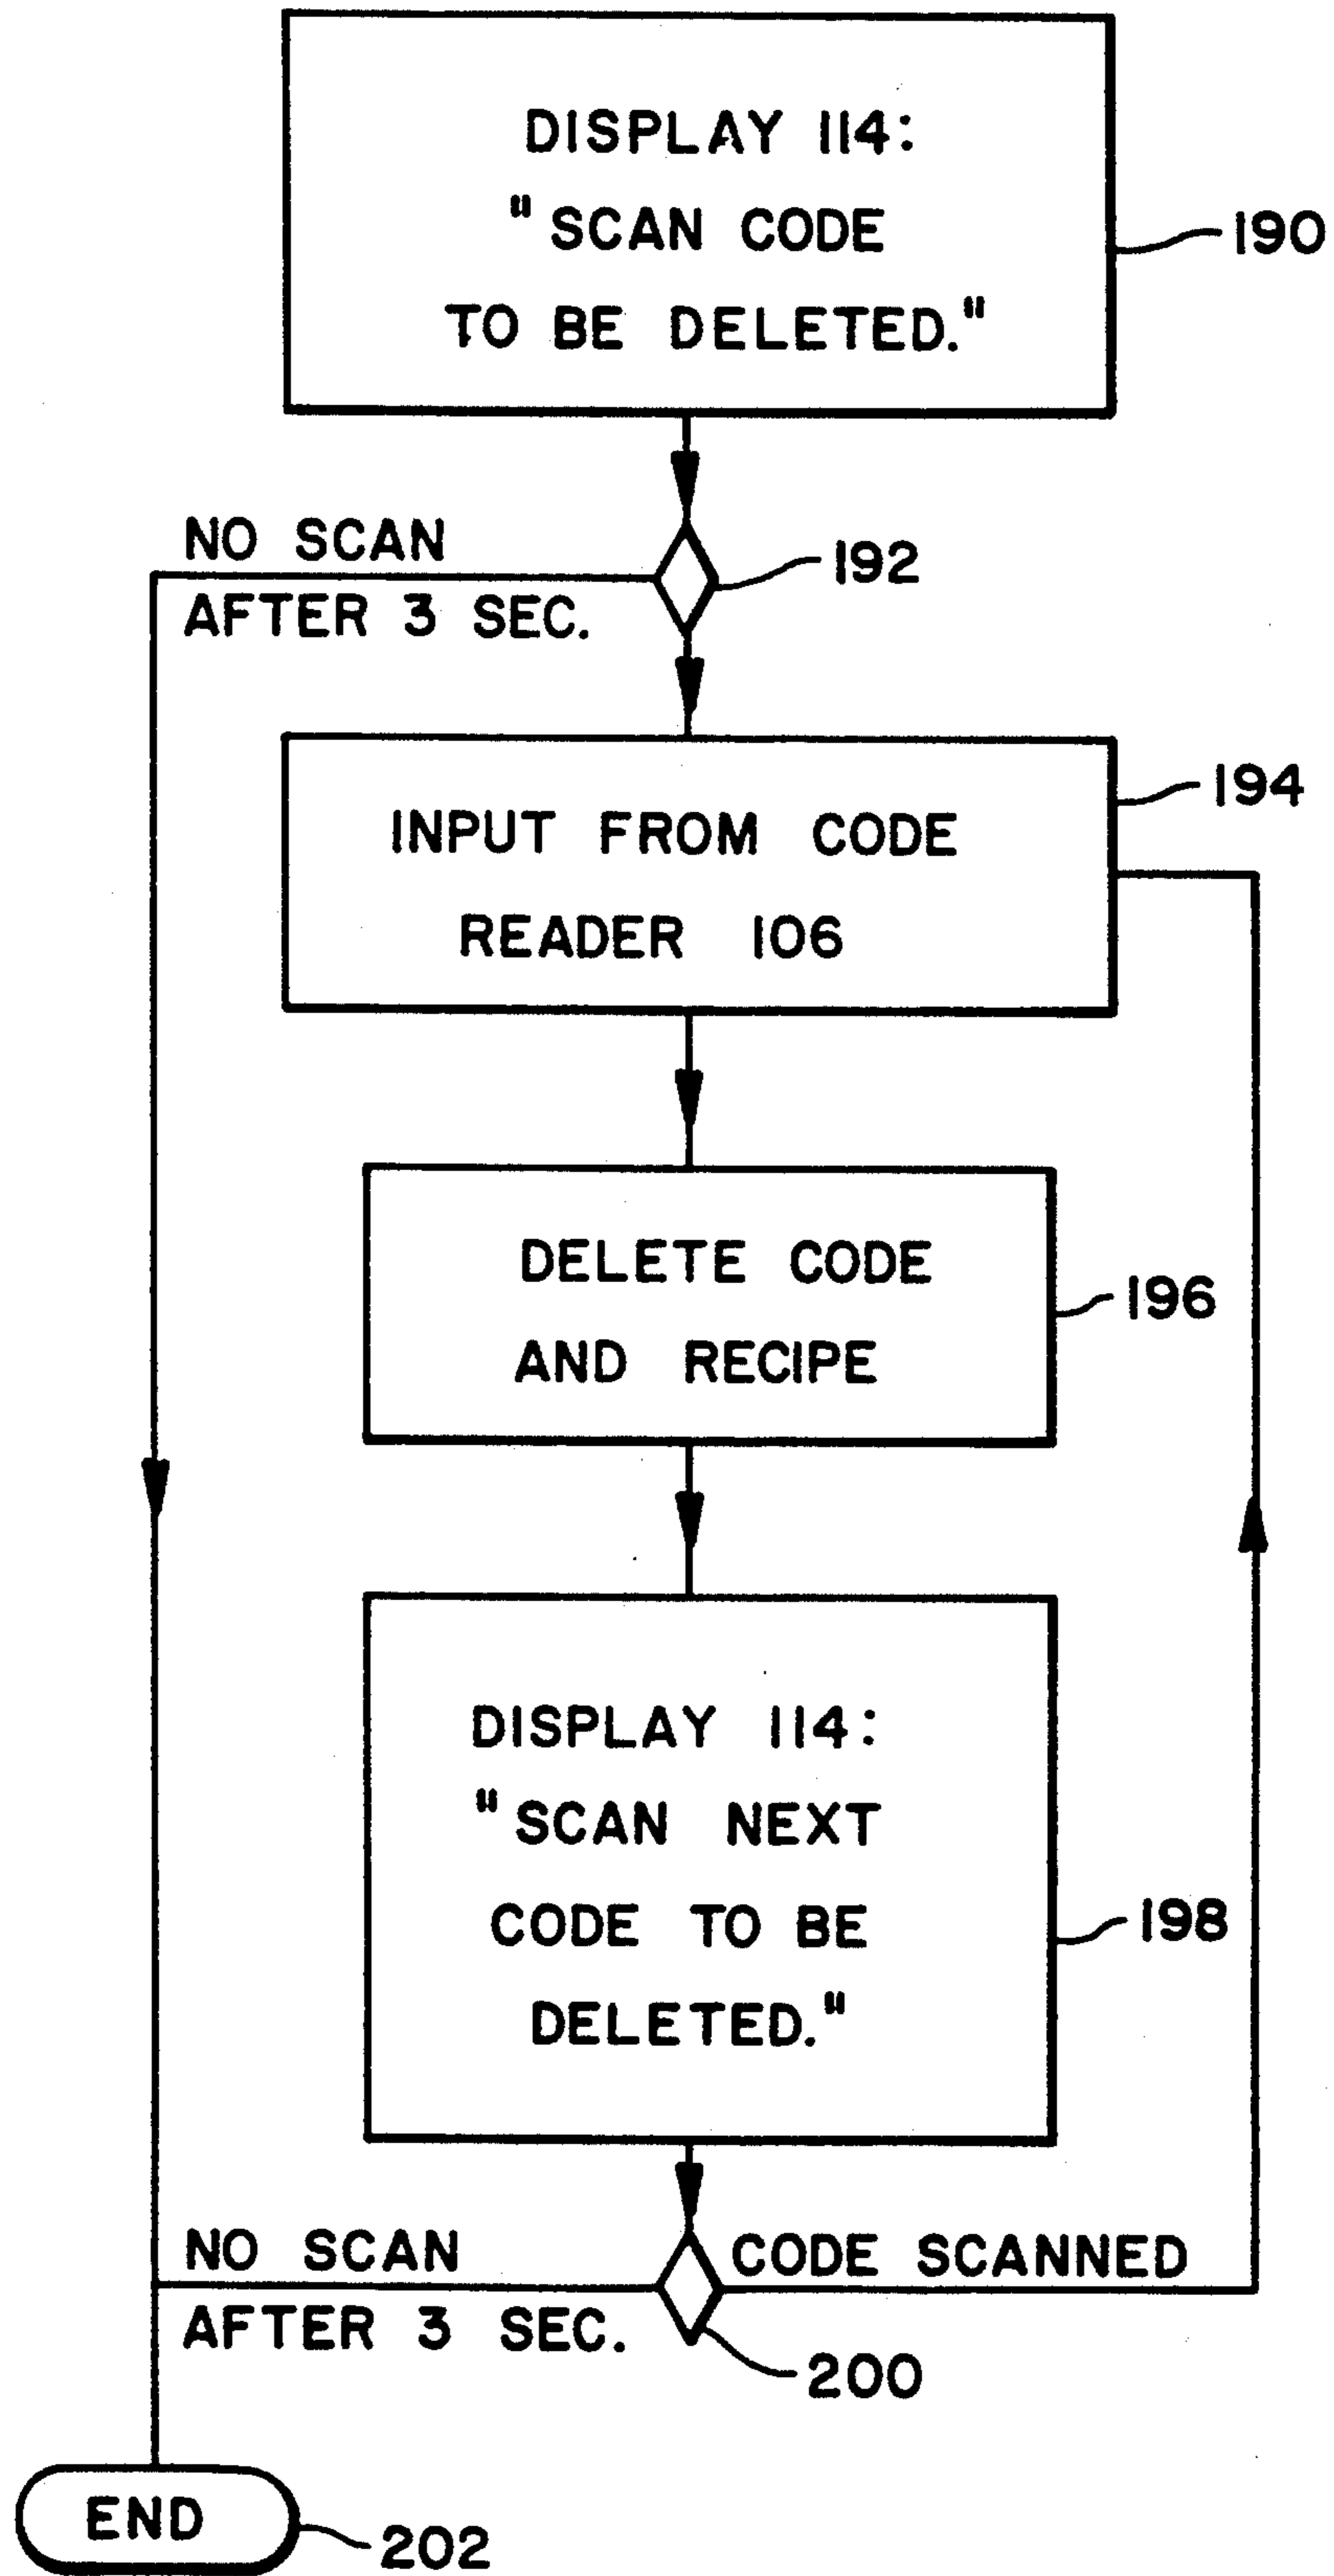 DISPLAY 114:
"SCAN CODE
TO BE DELETED."
190
NO SCAN
AFTER 3 SEC.
192
194
INPUT FROM CODE
READER 106
DELETE CODE
AND RECIPE
196
DISPLAY 114:
"SCAN NEXT
CODE TO BE
DELETED."
198
NO SCAN
AFTER 3 SEC.
CODE SCANNED
200
END
202